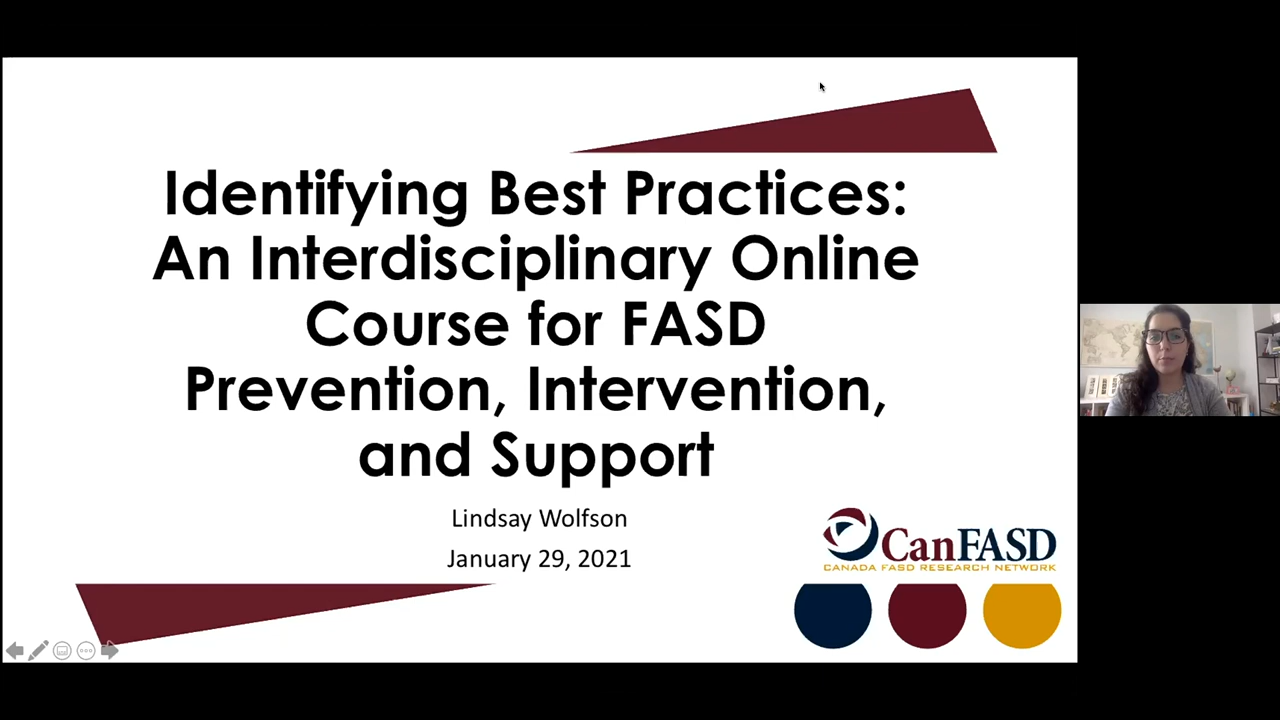 Identifying Best Practices:
An Interdisciplinary Online
Course for FASD
Prevention, Intervention,
and Support
Lindsay Wolfson
January 29, 2021
CanFASD
CANADA FASD RESEARCH NETWORK